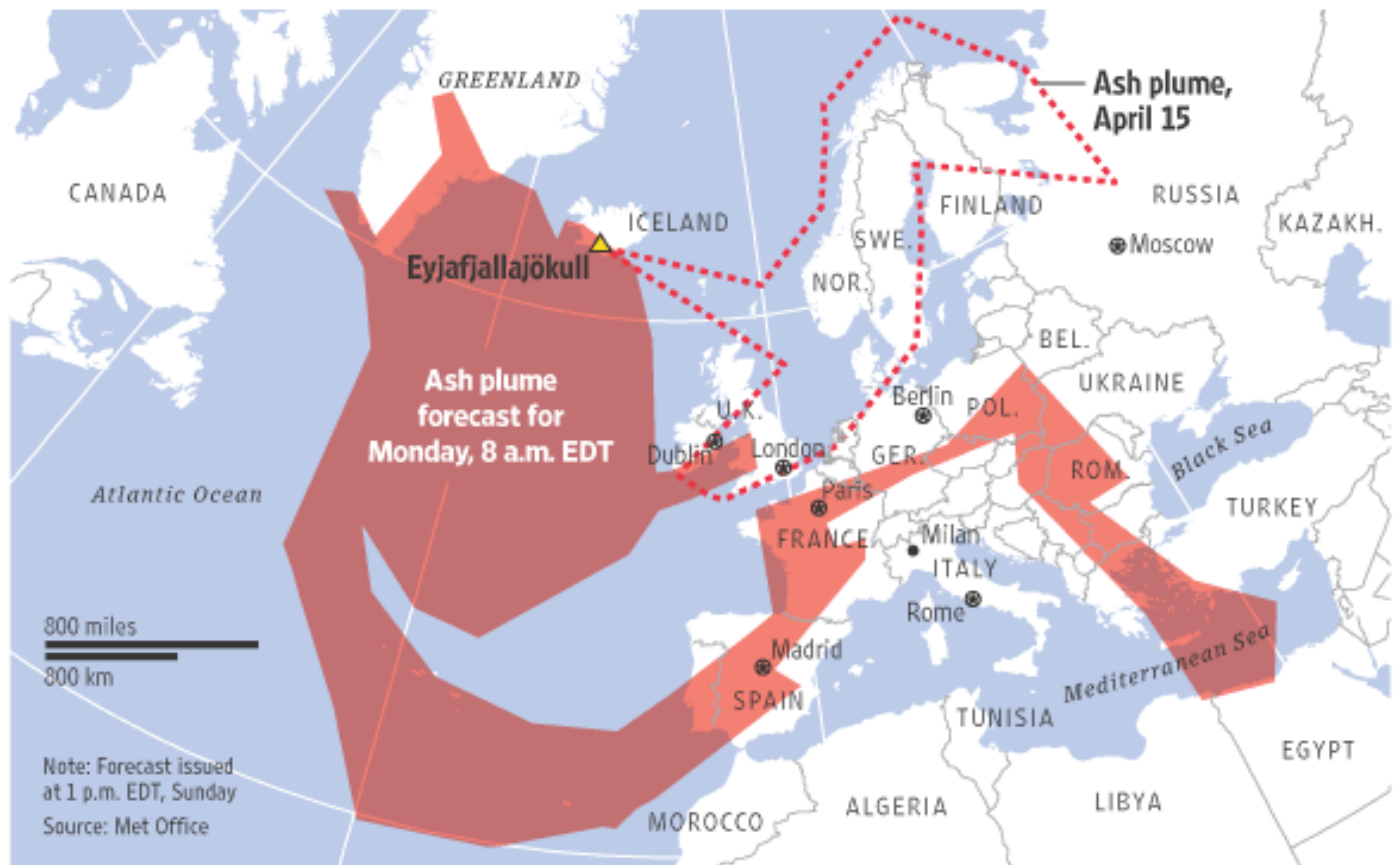 GREENLAND
Ash plume,
April 15
CANADA
RUSSIA
FINLAND
ICELAND
KAZAKH.
SWE.
Moscow
Eyjafjallajökull
NOR.
BEL.
Ash plume
forecast for
Monday, 8 a.m. EDT
UKRAINE
Berlin
POL.
U.K.
Dublin
London
GER.
ROM.
Black Sea
Atlantic Ocean
Paris
TURKEY
FRANCE
Milan
ITALY
Rome
800 miles
800 km
Madrid
Mediterranean Sea
SPAIN
TUNISIA
EGYPT
Note: Forecast issued
at 1 p.m. EDT, Sunday
Source: Met Office
MOROCCO
ALGERIA
LIBYA